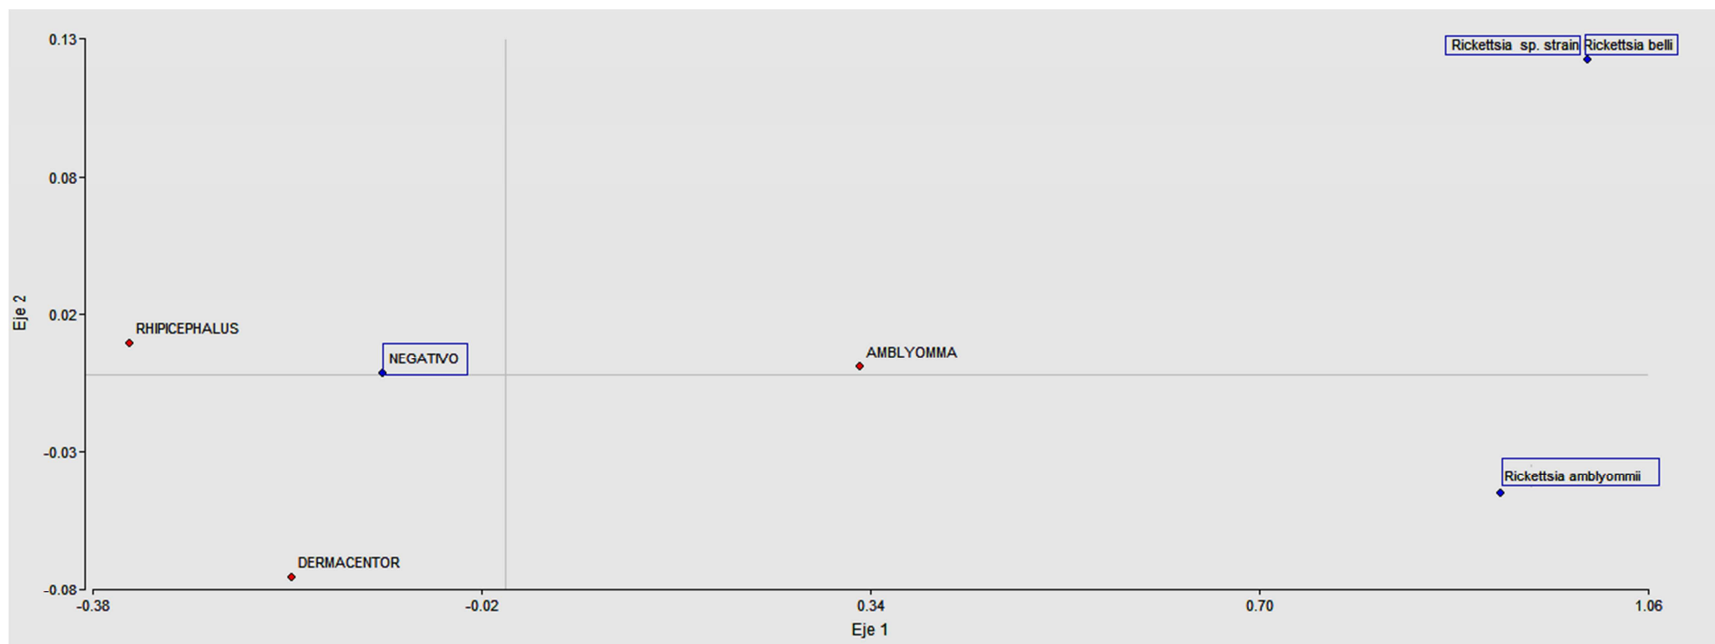 0.13
Rickettsia sp. strain
Rickettsia belli
0.08
Eje 2
0.02
RHIPICEPHALUS
NEGATIVO
AMBLYOMMA
-0.03
Rickettsia amblyommii
DERMACENTOR
-0.08
-0.38
-0.02
0.34
0.70
1.06
Eje 1